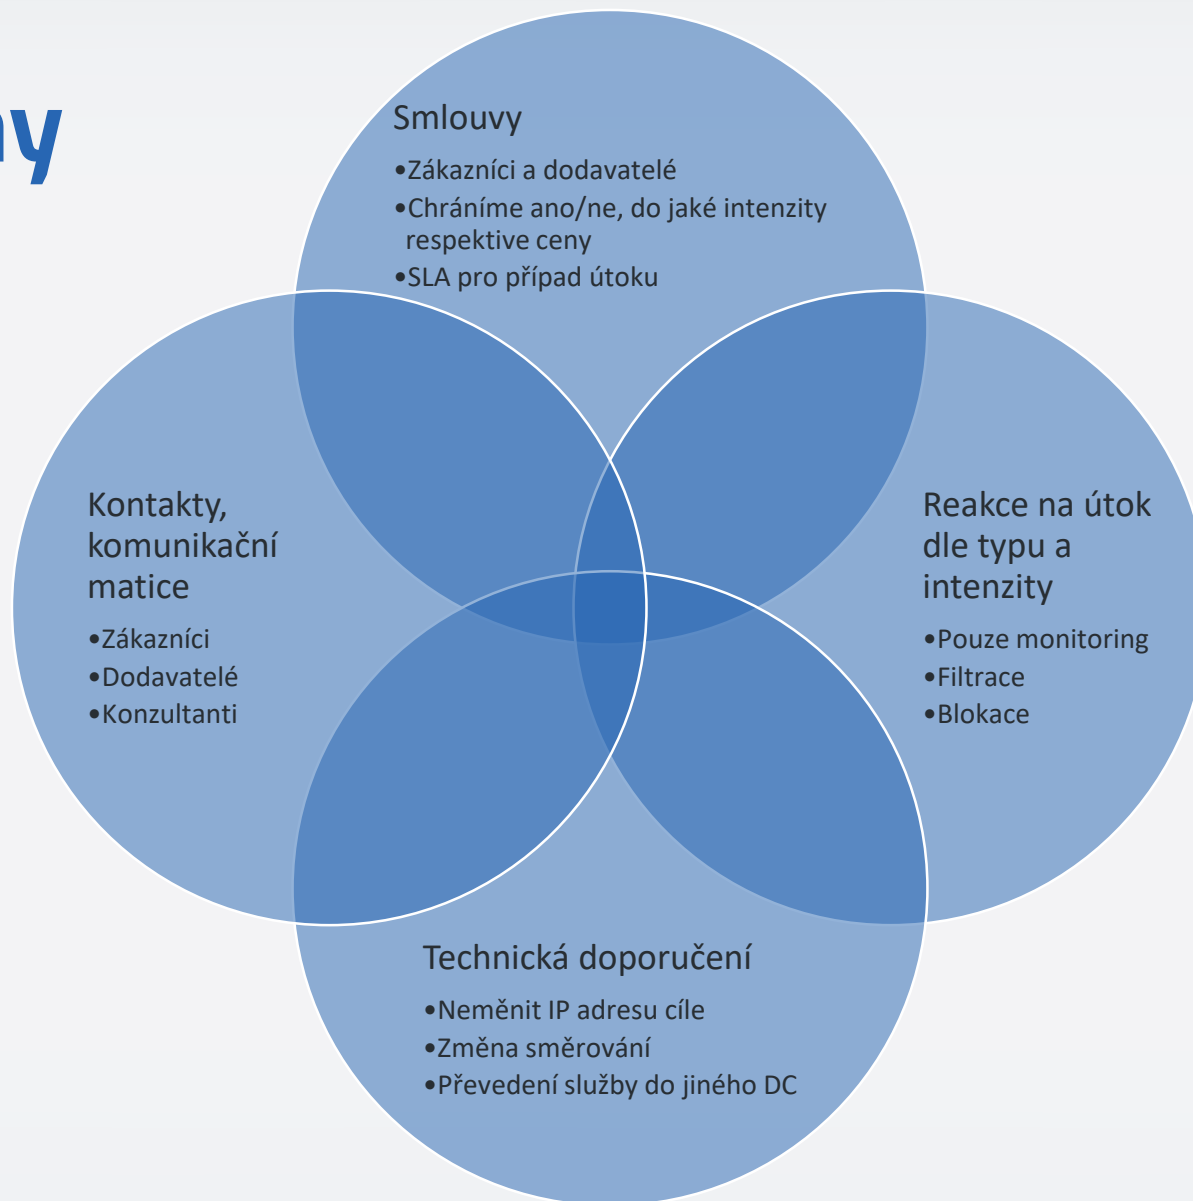 Smlouvy
•Zákazníci a dodavatelé
•Chráníme ano/ne, do jaké intenzity
respektive ceny
•SLA pro případ útoku
Kontakty,
komunikační
matice
•Zákazníci
•Dodavatelé
•Konzultanti
Reakce na útok
dle typu a
intenzity
•Pouze monitoring
•Filtrace
•Blokace
Technická doporučení
•Neměnit IP adresu cíle
•Změna směrování
•Převedení služby do jiného DC